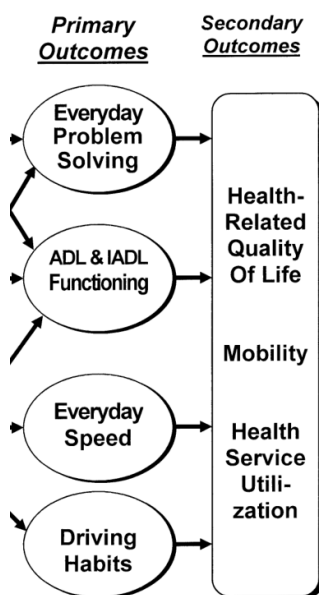 Primary
Outcomes
Secondary
Outcomes
Everyday
Problem
Solving
ADL & IADL
Functioning
Everyday
Speed
Driving
Habits
Health-
Related
Quality
Of Life
Mobility
Health
Service
Utili-
zation